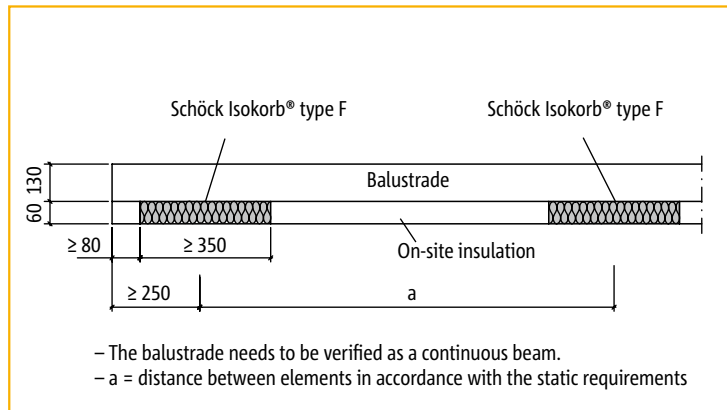 Schöck Isokorb® type F Schöck Isokorb® type F
130
Balustrade
60
≥ 80 ≥ 350 On-site insulation
≥ 250 a
– The balustrade needs to be verified as a continuous beam.
– a = distance between elements in accordance with the static requirements